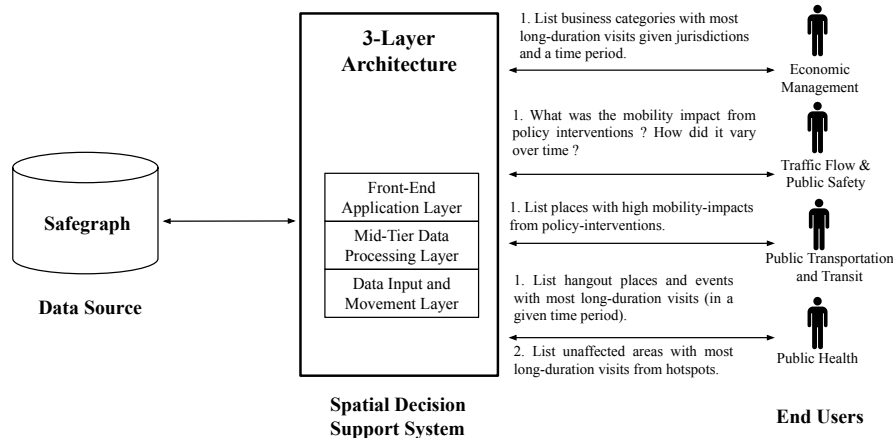 Safegraph
Data Source
3-Layer
Architecture
Front-End
Application Layer
Mid-Tier Data
Processing Layer
Data Input and
Movement Layer
Spatial Decision
Support System
1. List business categories with most
long-duration visits given jurisdictions
and a time period.
Economic
Management
1. What was the mobility impact from
policy interventions ? How did it vary
over time ?
Traffic Flow &
Public Safety
1. List places with high mobility-impacts
from policy-interventions.
Public Transportation
and Transit
1. List hangout places and events
with most long-duration visits (in a
given time period).
2. List unaffected areas with most
long-duration visits from hotspots.
Public Health
End Users